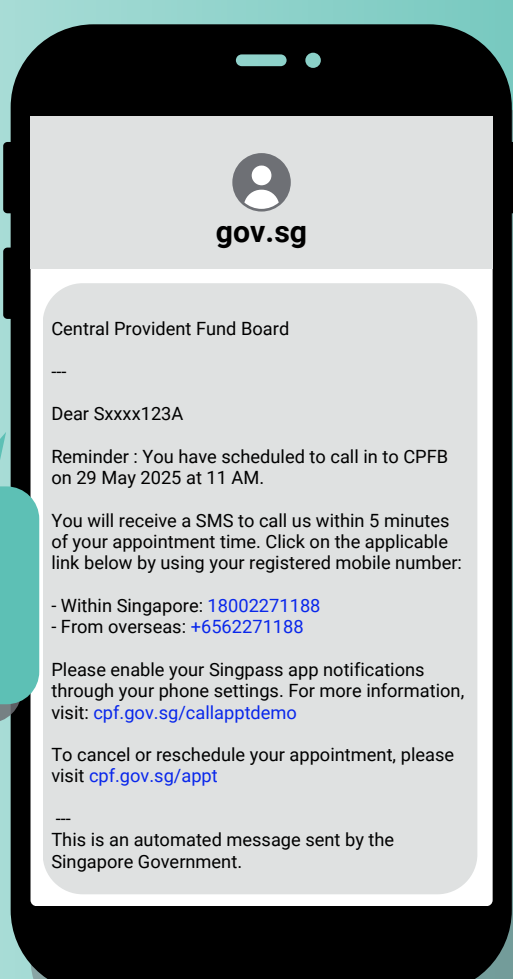 gov.sg
Central Provident Fund Board
---
Dear Sxxxx123A
Reminder : You have scheduled to call in to CPFB
on 29 May 2025 at 11 AM.
You will receive a SMS to call us within 5 minutes
of your appointment time. Click on the applicable
link below by using your registered mobile number:
- Within Singapore: 18002271188
- From overseas: +6562271188
Please enable your Singpass app notifications
through your phone settings. For more information,
visit: cpf.gov.sg/callapptdemo
To cancel or reschedule your appointment, please
visit cpf.gov.sg/appt
---
This is an automated message sent by the
Singapore Government.